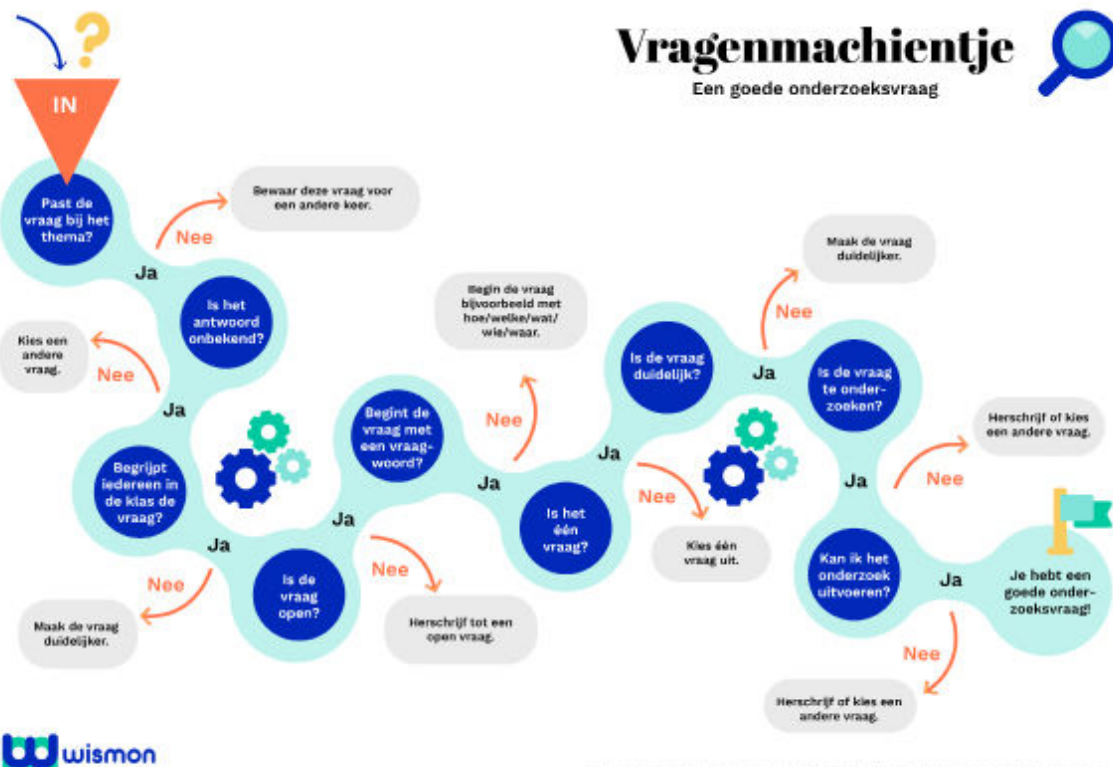 Vragenmachientje
Een goede onderzoeksvraag
?
IN
Past de
vraag bij het
thema?
Nee
Bewaar deze vraag voor
een andere keer.
Ja
Is het
antwoord
onbekend?
Nee
Kies een
andere
vraag.
Ja
Begrijpt
iedereen in
de klas de
vraag?
Nee
Maak de vraag
duidelijker.
Ja
Is de
vraag
open?
Nee
Herschrijf tot een
open vraag.
Ja
Begint de
vraag met
een vraag-
woord?
Nee
Begin de vraag
bijvoorbeeld met
hoe/welke/wat/
wie/waar.
Ja
Is het
één
vraag?
Nee
Kies één
vraag uit.
Ja
Is de vraag
duidelijk?
Nee
Maak de vraag
duidelijker.
Ja
Is de vraag
te onder-
zoeken?
Nee
Herschrijf of kies
een andere vraag.
Ja
Kan ik het
onderzoek
uitvoeren?
Nee
Herschrijf of kies een
andere vraag.
Ja
Je hebt een
goede onder-
zoeksvraag!
wismon